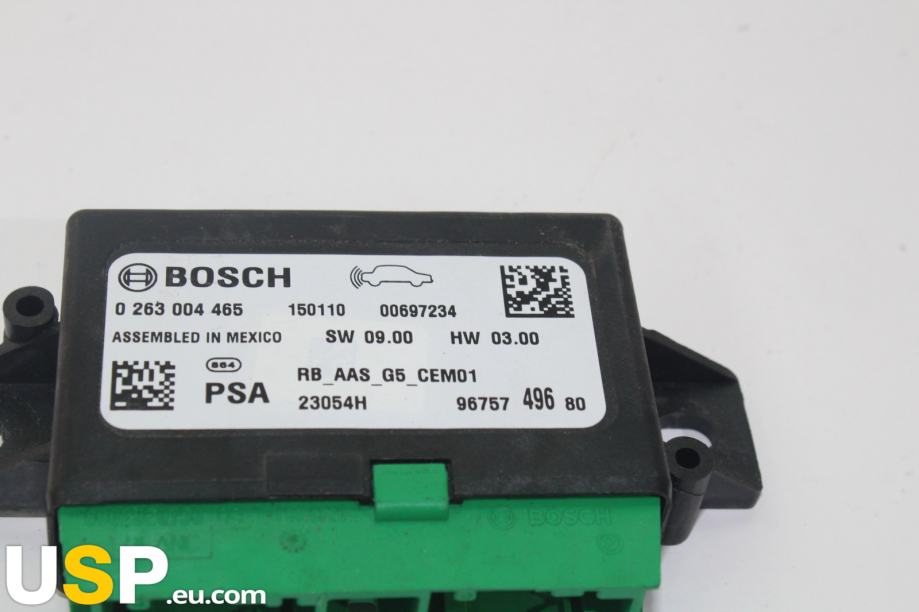 BOSCH
0 263 004 465 150110 00697234
ASSEMBLED IN MEXICO SW 09.00 HW 03.00
664
PSA RB_AAS_G5_CEM01
23054H 96757 496 80
BOSCH
USP.eu.com